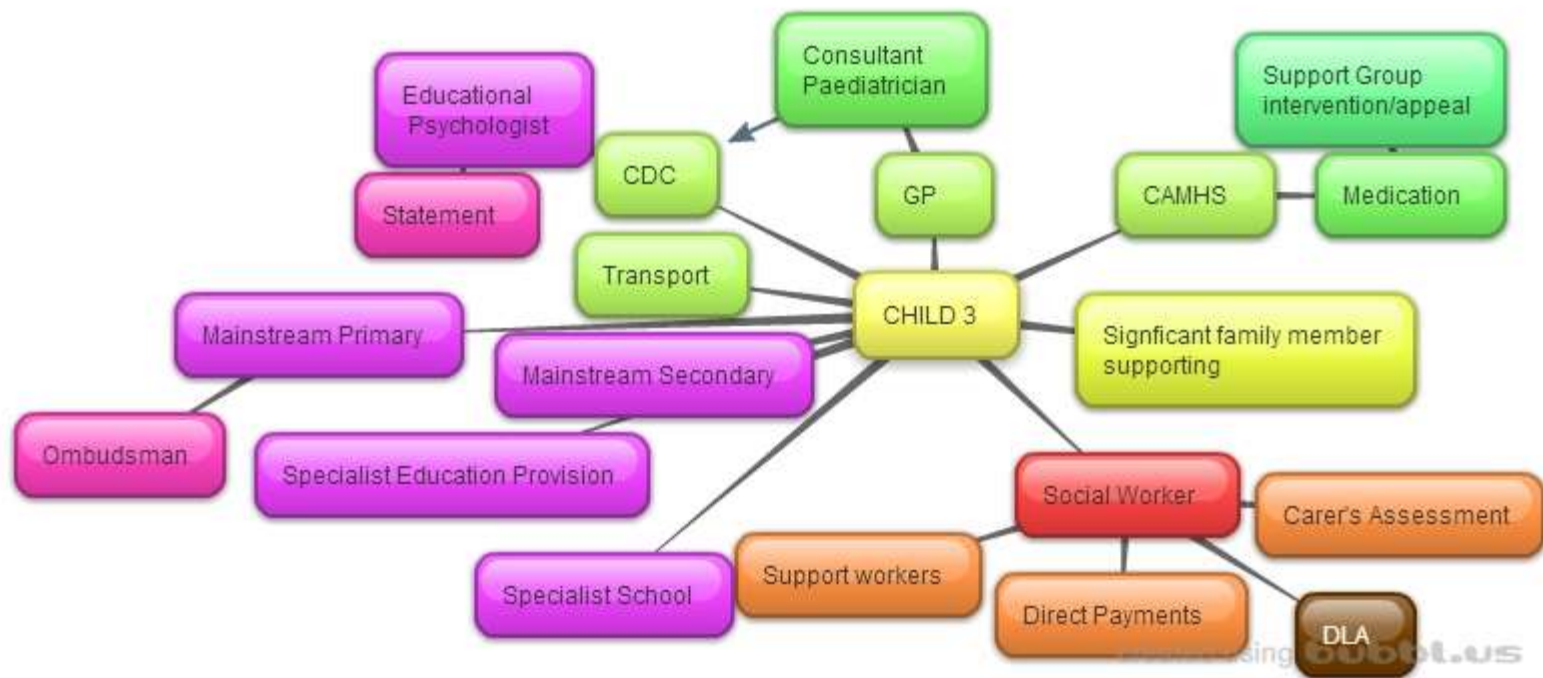 Consultant
Paediatrician
Support Group
intervention/appeal
Educational
Psychologist
CDC
GP
CAMHS
Medication
Statement
Transport
CHILD 3
Signficant family member
supporting
Mainstream Primary
Mainstream Secondary
Ombudsman
Specialist Education Provision
Social Worker
Carer's Assessment
Support workers
Specialist School
Direct Payments
DLA
using bubbl.us